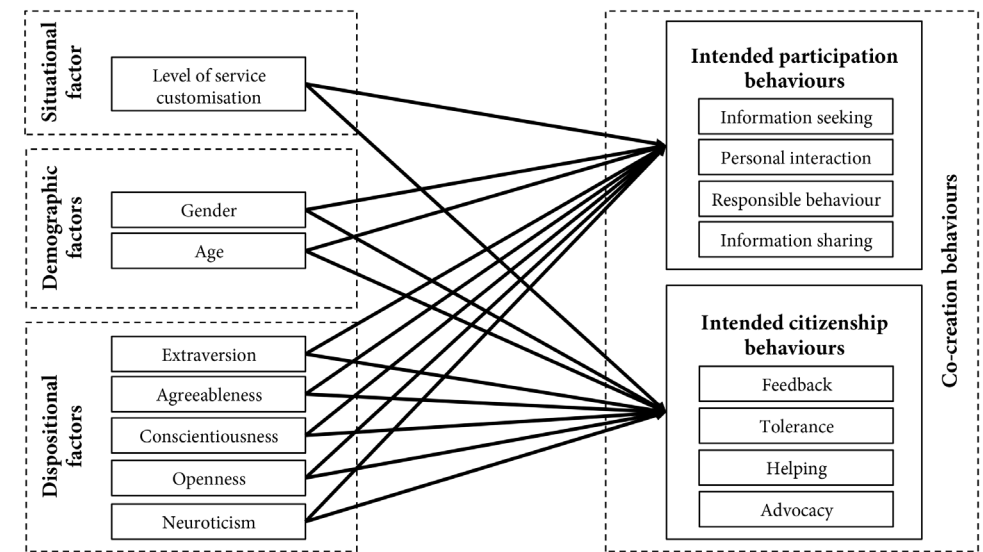 Situational
factor
Level of service
customisation
Demographic
factors
Gender
Age
Dispositional
factors
Extraversion
Agreeableness
Conscientiousness
Openness
Neuroticism
Intended participation
behaviours
Information seeking
Personal interaction
Responsible behaviour
Information sharing
Intended citizenship
behaviours
Feedback
Tolerance
Helping
Advocacy
Co-creation behaviours